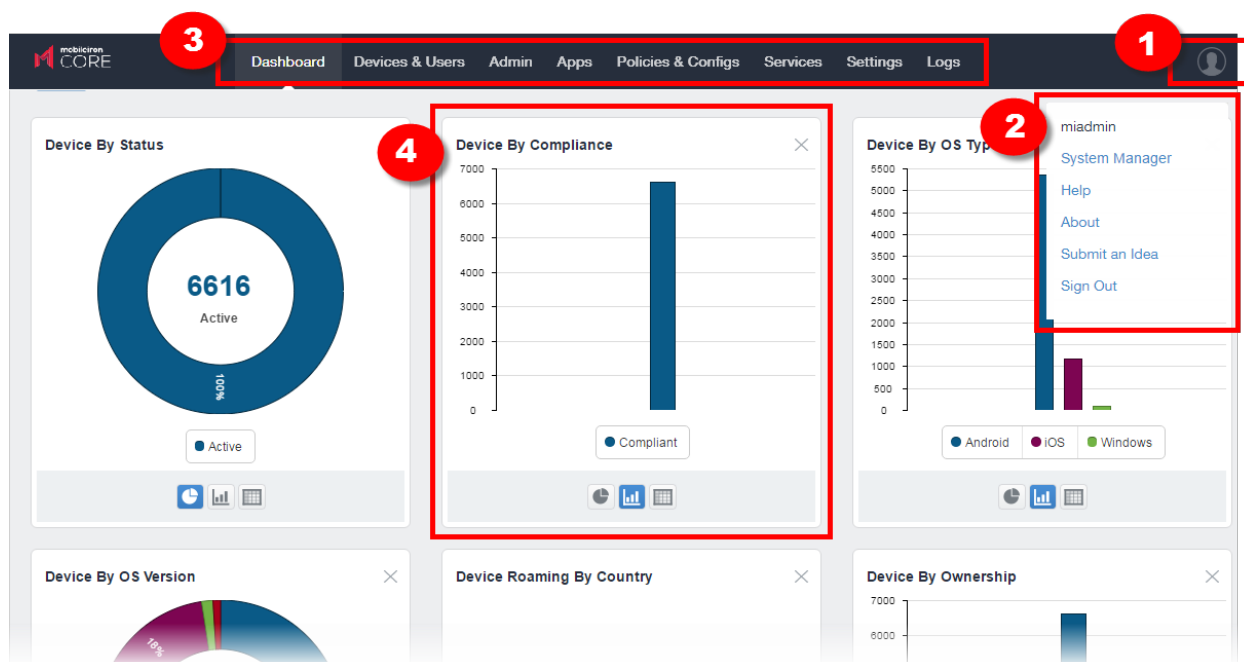 3
1
mobileiron
CORE
Dashboard Devices & Users Admin Apps Policies & Configs Services Settings Logs
2
miadmin
System Manager
Help
About
Submit an Idea
Sign Out
Device By Status
6616
Active
100%
Active
4
Device By Compliance
7000
6000
5000
4000
3000
2000
1000
0
Compliant
Device By OS Typ
5500
5000
4500
4000
3500
3000
2500
2000
1500
1000
500
0
Android iOS Windows
Device By OS Version
18%
Device Roaming By Country
Device By Ownership
7000
6000